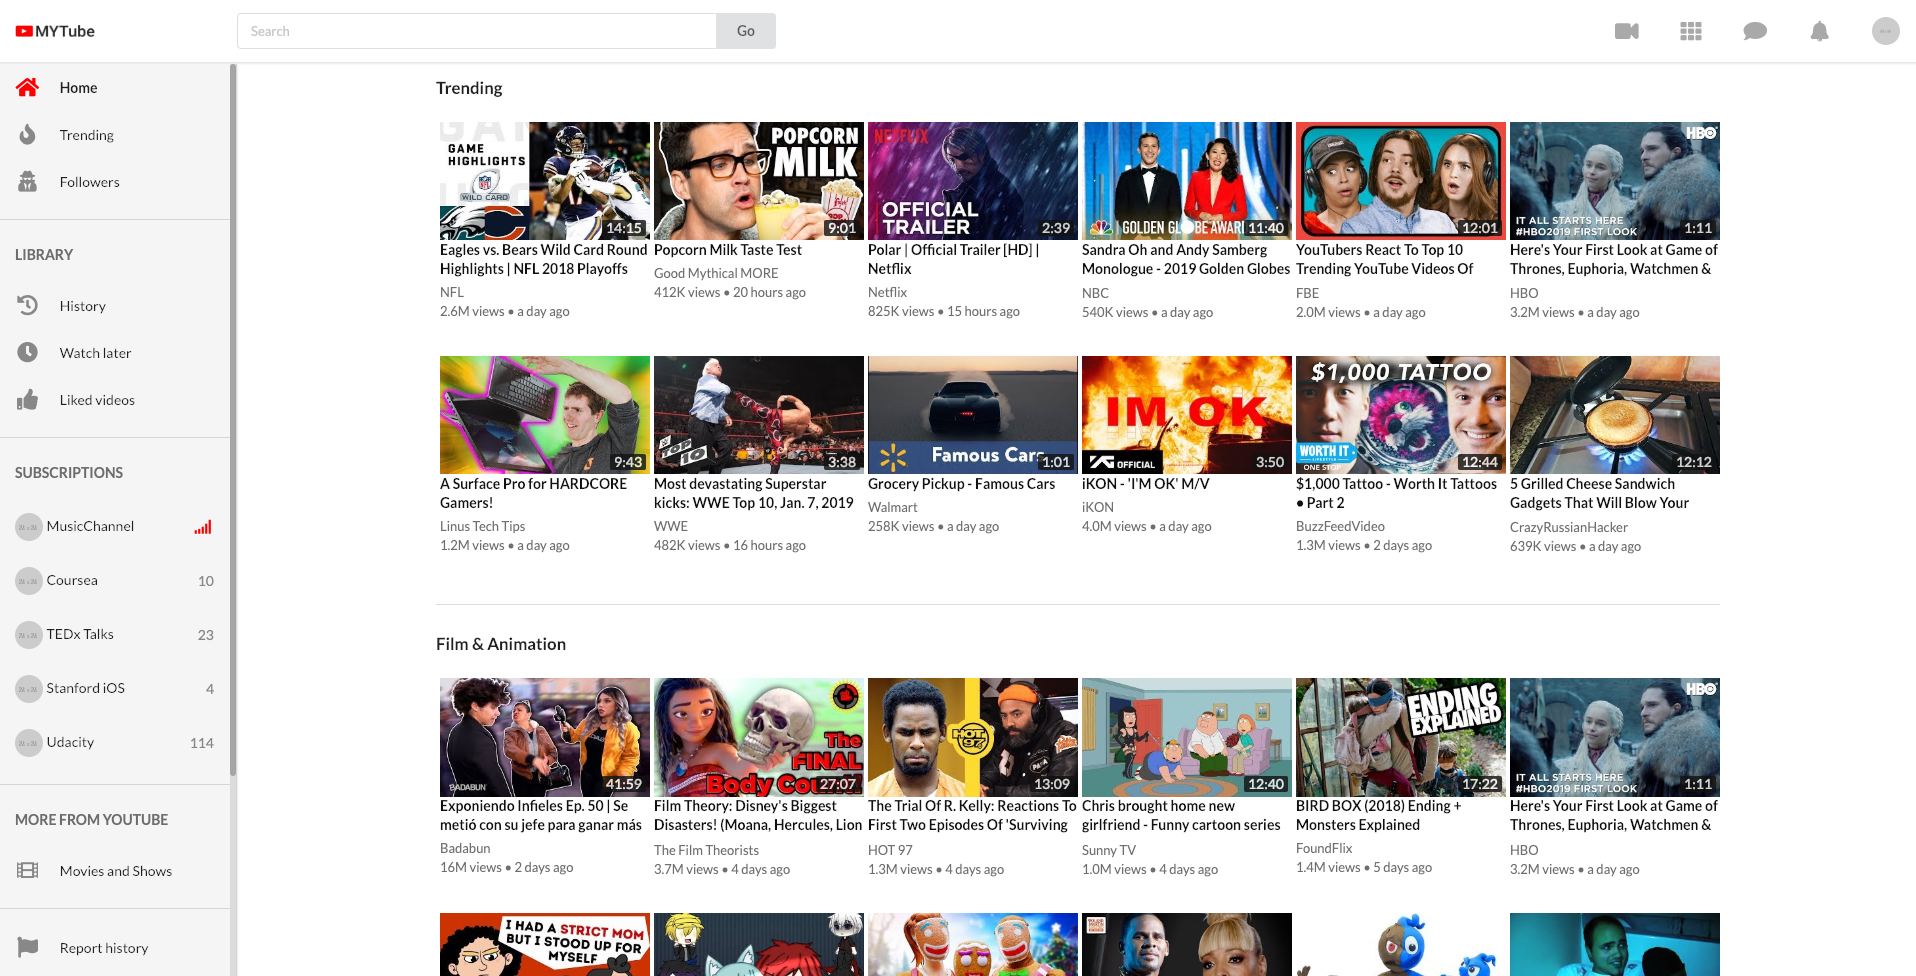 MYTube
Search
Go
Home
Trending
Followers
LIBRARY
History
Watch later
Liked videos
SUBSCRIPTIONS
MusicChannel
Coursea 10
TEDx Talks 23
Stanford iOS 4
Udacity 114
MORE FROM YOUTUBE
Movies and Shows
Report history
Trending
GAME
HIGHLIGHTS
NFL
WILD CARD
14:15
Eagles vs. Bears Wild Card Round
Highlights | NFL 2018 Playoffs
NFL
2.6M views • a day ago
POPCORN
MILK
9:01
Popcorn Milk Taste Test
Good Mythical MORE
412K views • 20 hours ago
NETFLIX
OFFICIAL
TRAILER
2:39
Polar | Official Trailer [HD] |
Netflix
Netflix
825K views • 15 hours ago
GOLDEN GLOBE AWARD
11:40
Sandra Oh and Andy Samberg
Monologue - 2019 Golden Globes
NBC
540K views • a day ago
12:01
YouTubers React To Top 10
Trending YouTube Videos Of
FBE
2.0M views • a day ago
HBO
IT ALL STARTS HERE
#HBO2019 FIRST LOOK
1:11
Here's Your First Look at Game of
Thrones, Euphoria, Watchmen &
HBO
3.2M views • a day ago
9:43
A Surface Pro for HARDCORE
Gamers!
Linus Tech Tips
1.2M views • a day ago
TOP
10
3:38
Most devastating Superstar
kicks: WWE Top 10, Jan. 7, 2019
WWE
482K views • 16 hours ago
Famous Cars
1:01
Grocery Pickup - Famous Cars
Walmart
258K views • a day ago
IM OK
YG OFFICIAL
3:50
iKON - 'I'M OK' M/V
iKON
4.0M views • a day ago
$1,000 TATTOO
WORTH IT
LIFESTYLE
ONE STOP
12:44
$1,000 Tattoo - Worth It Tattoos
• Part 2
BuzzFeedVideo
1.3M views • 2 days ago
12:12
5 Grilled Cheese Sandwich
Gadgets That Will Blow Your
CrazyRussianHacker
639K views • a day ago
Film & Animation
BADABUN
41:59
Exponiendo Infieles Ep. 50 | Se
metió con su jefe para ganar más
Badabun
16M views • 2 days ago
The
FINAL
Body Count
27:07
Film Theory: Disney's Biggest
Disasters! (Moana, Hercules, Lion
The Film Theorists
3.7M views • 4 days ago
HOT 97
13:09
The Trial Of R. Kelly: Reactions To
First Two Episodes Of 'Surviving
HOT 97
1.3M views • 4 days ago
12:40
Chris brought home new
girlfriend - Funny cartoon series
Sunny TV
1.0M views • 4 days ago
ENDING
EXPLAINED
17:22
BIRD BOX (2018) Ending +
Monsters Explained
FoundFlix
1.4M views • 5 days ago
HBO
IT ALL STARTS HERE
#HBO2019 FIRST LOOK
1:11
Here's Your First Look at Game of
Thrones, Euphoria, Watchmen &
HBO
3.2M views • a day ago
I HAD A STRICT MOM
BUT I STOOD UP FOR
MYSELF